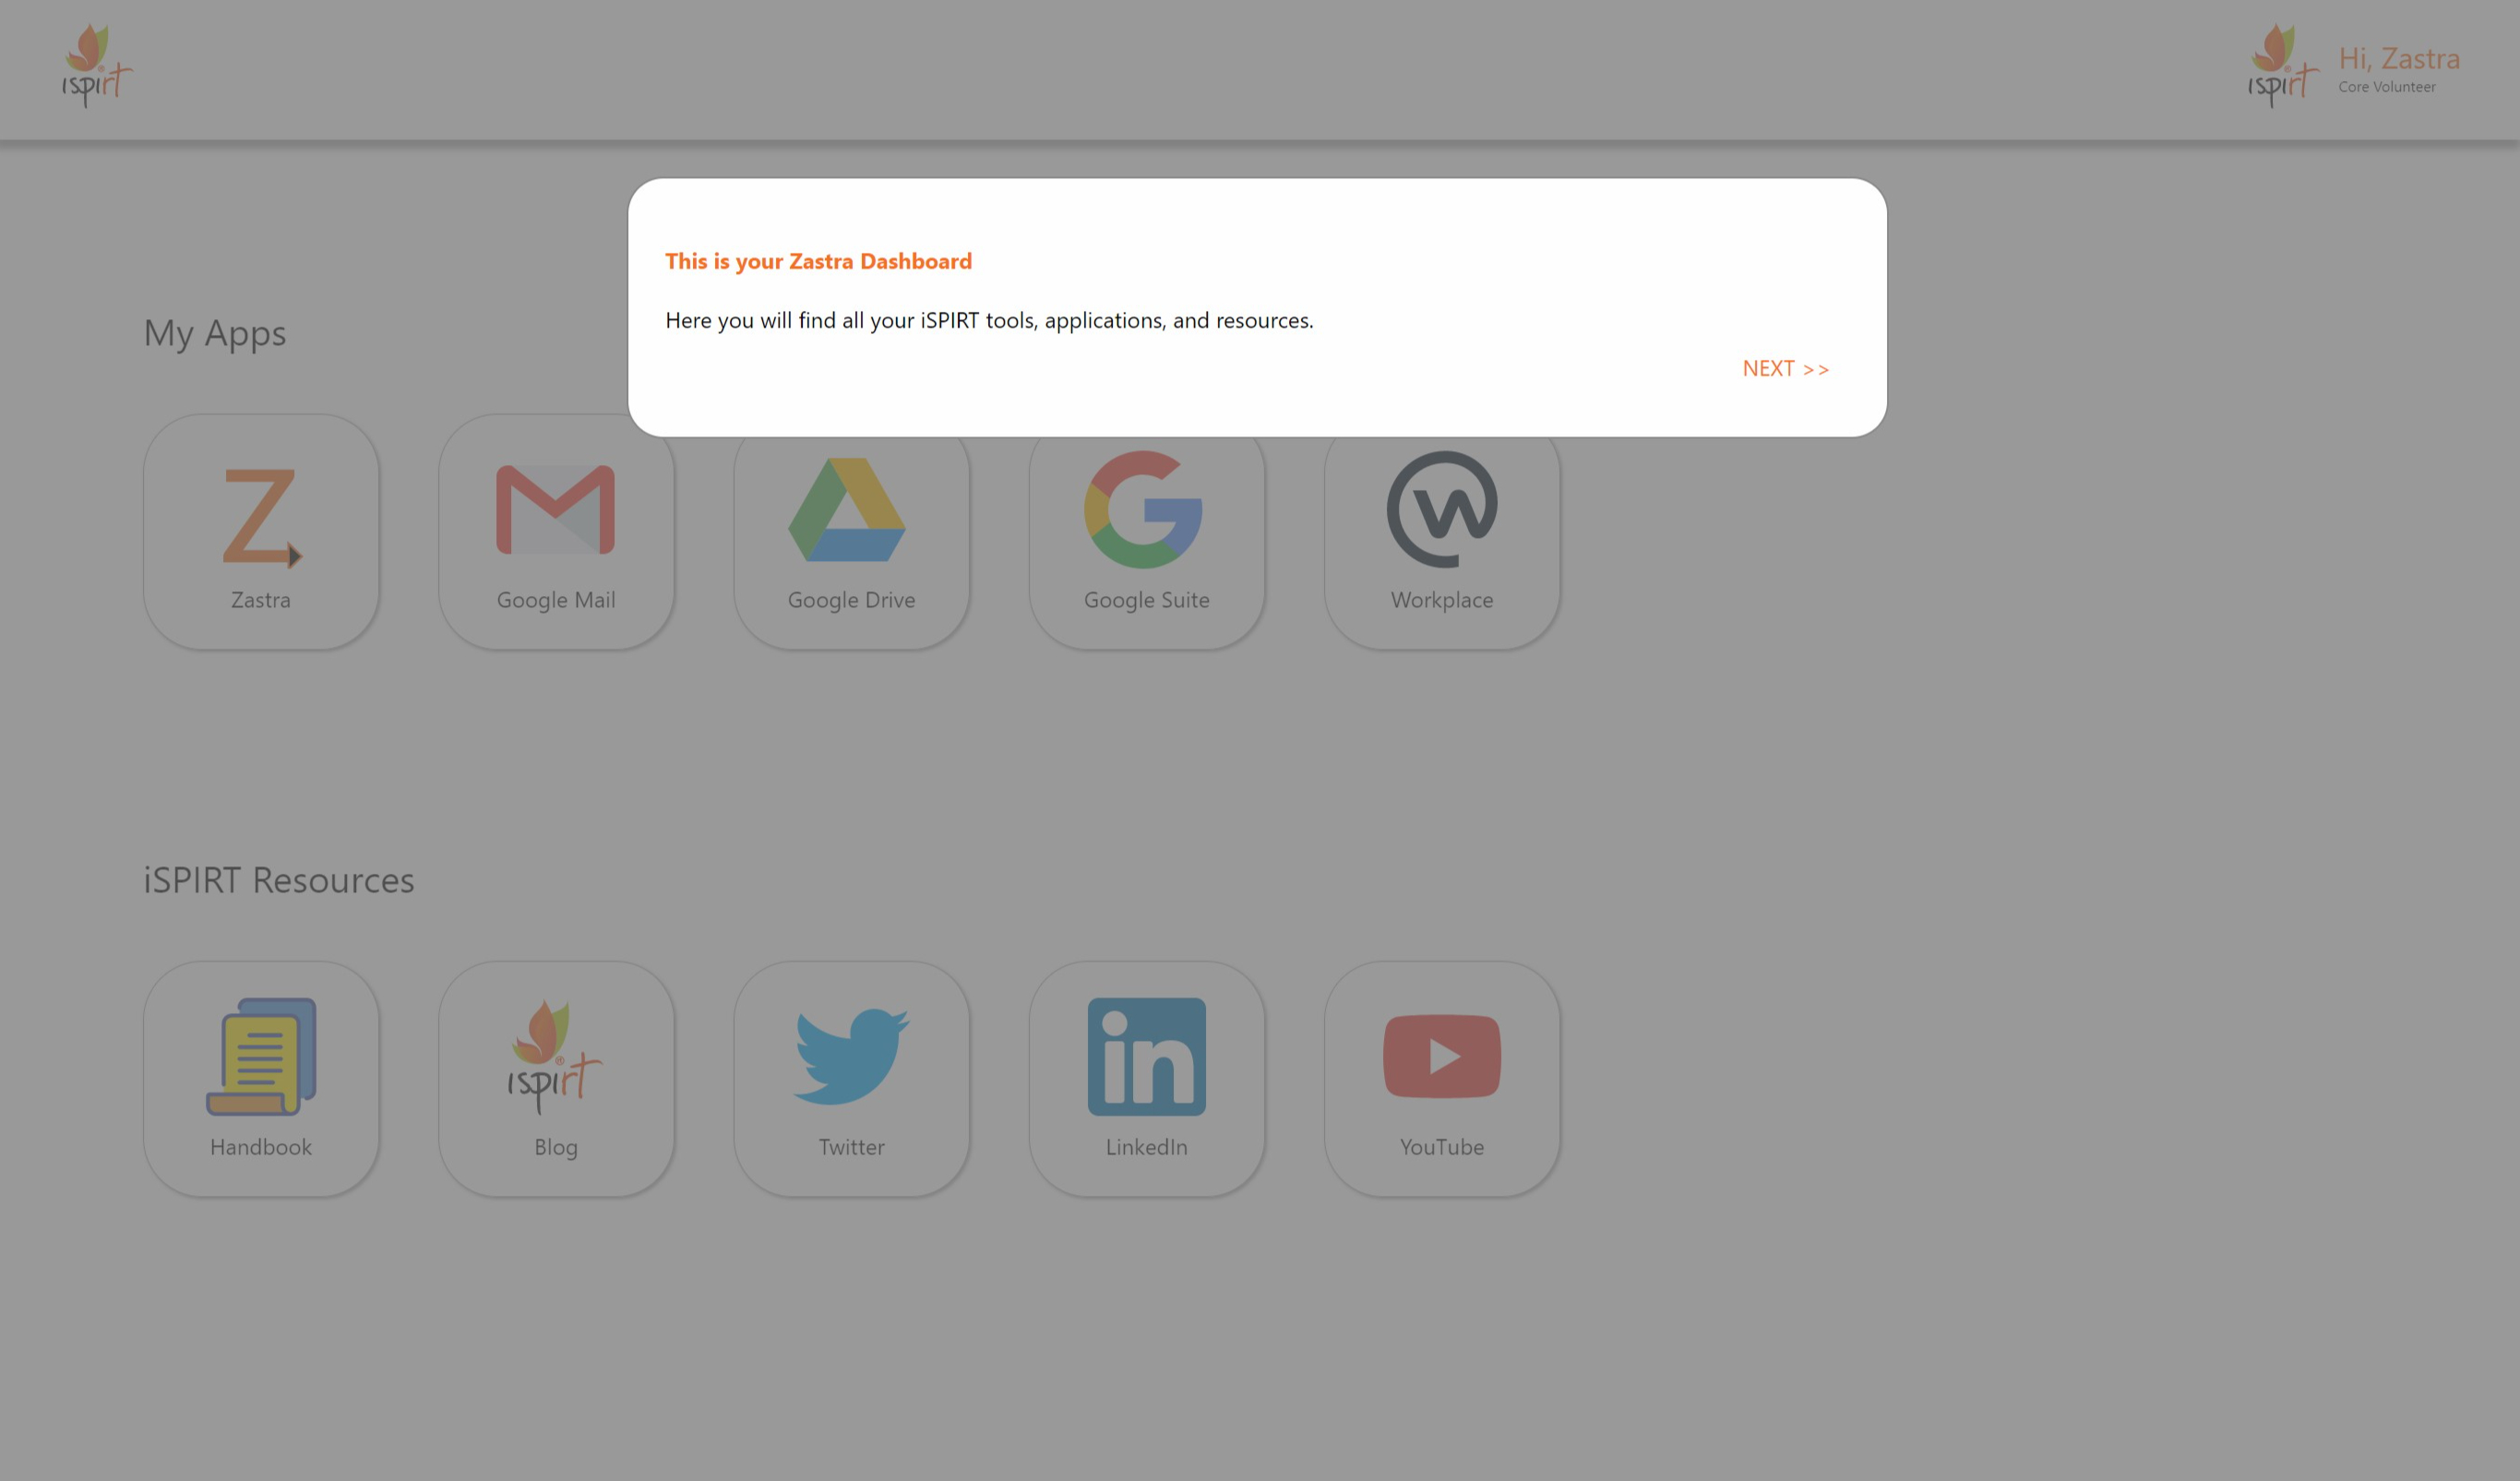 ispirt
ispirt
Hi, Zastra
Core Volunteer
This is your Zastra Dashboard
Here you will find all your iSPIRT tools, applications, and resources.
NEXT >>
My Apps
Zastra
Google Mail
Google Drive
Google Suite
Workplace
iSPIRT Resources
Handbook
ispirt
Blog
Twitter
in
LinkedIn
YouTube